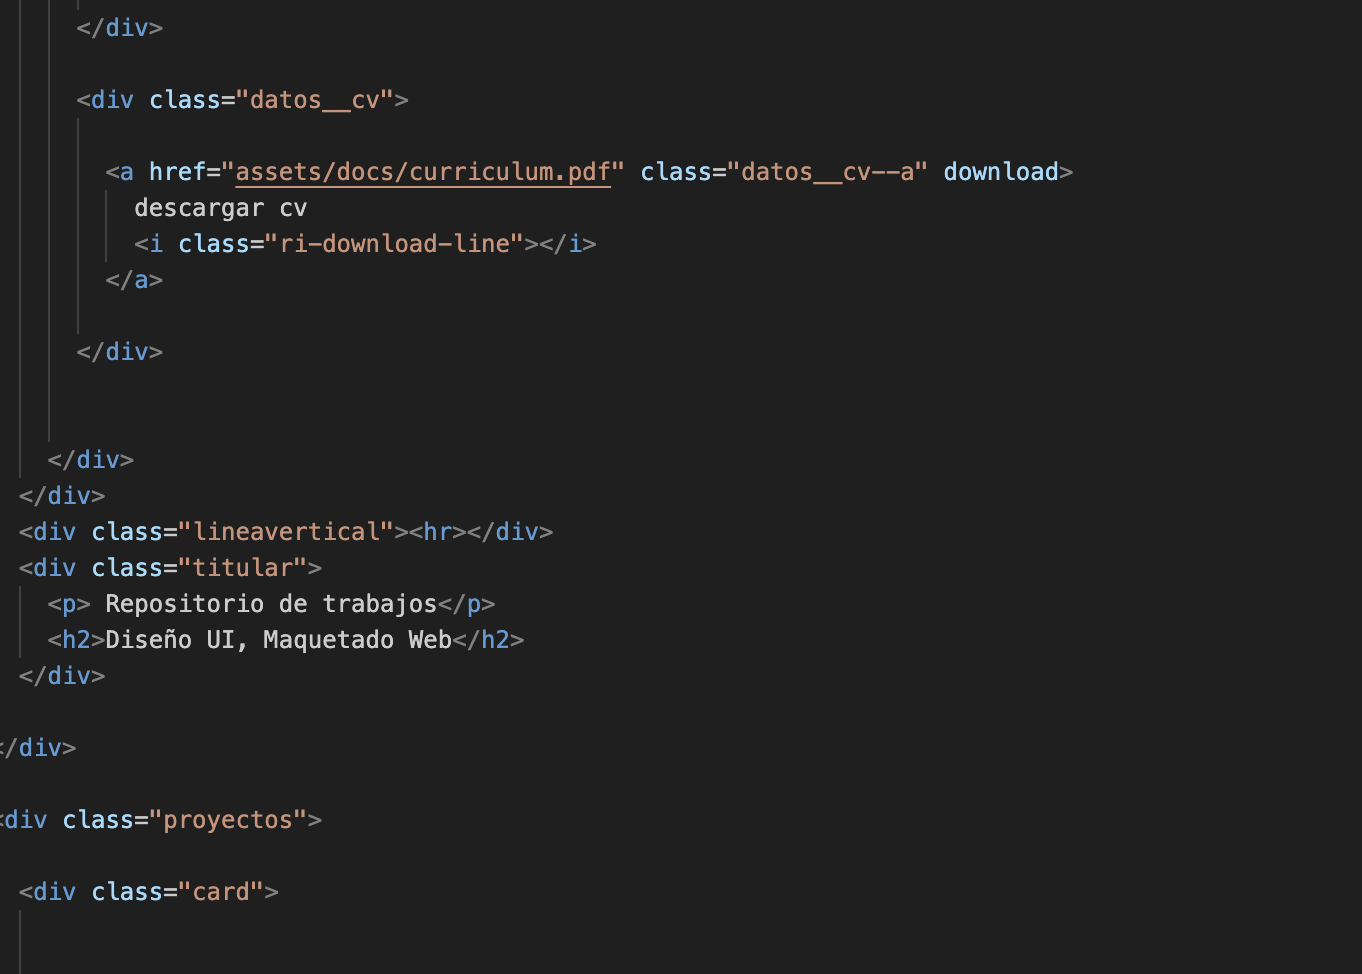 </div>
<div class="datos__cv">
<a href="assets/docs/curriculum.pdf" class="datos__cv--a" download>
descargar cv
<i class="ri-download-line"></i>
</a>
</div>
</div>
</div>
<div class="lineavertical"><hr></div>
<div class="titular">
<p> Repositorio de trabajos</p>
<h2>Diseño UI, Maquetado Web</h2>
</div>
</div>
<div class="proyectos">
<div class="card">